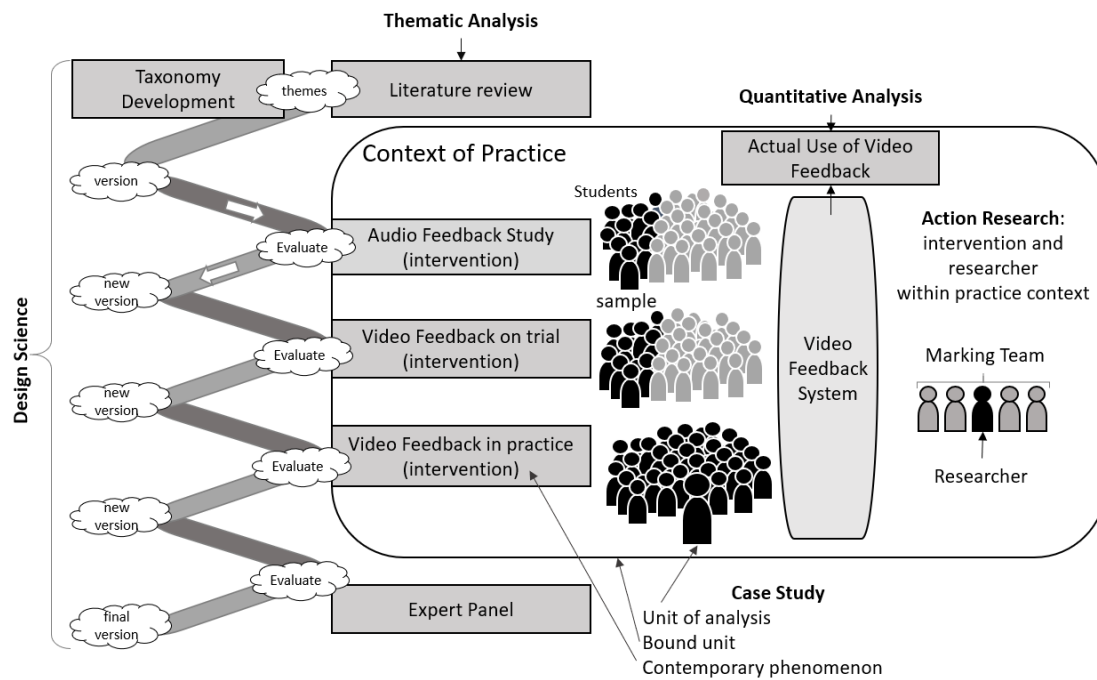 Thematic Analysis
Taxonomy
Development
themes
Literature review
Quantitative Analysis
Context of Practice
Actual Use of Video
Feedback
version
Students
Evaluate
Audio Feedback Study
(intervention)
Action Research:
intervention and
researcher
within practice context
new
version
sample
Design Science
Evaluate
Video Feedback on trial
(intervention)
Video
Feedback
System
Marking Team
new
version
Evaluate
Video Feedback in practice
(intervention)
Researcher
new
version
Evaluate
Expert Panel
final
version
Case Study
Unit of analysis
Bound unit
Contemporary phenomenon